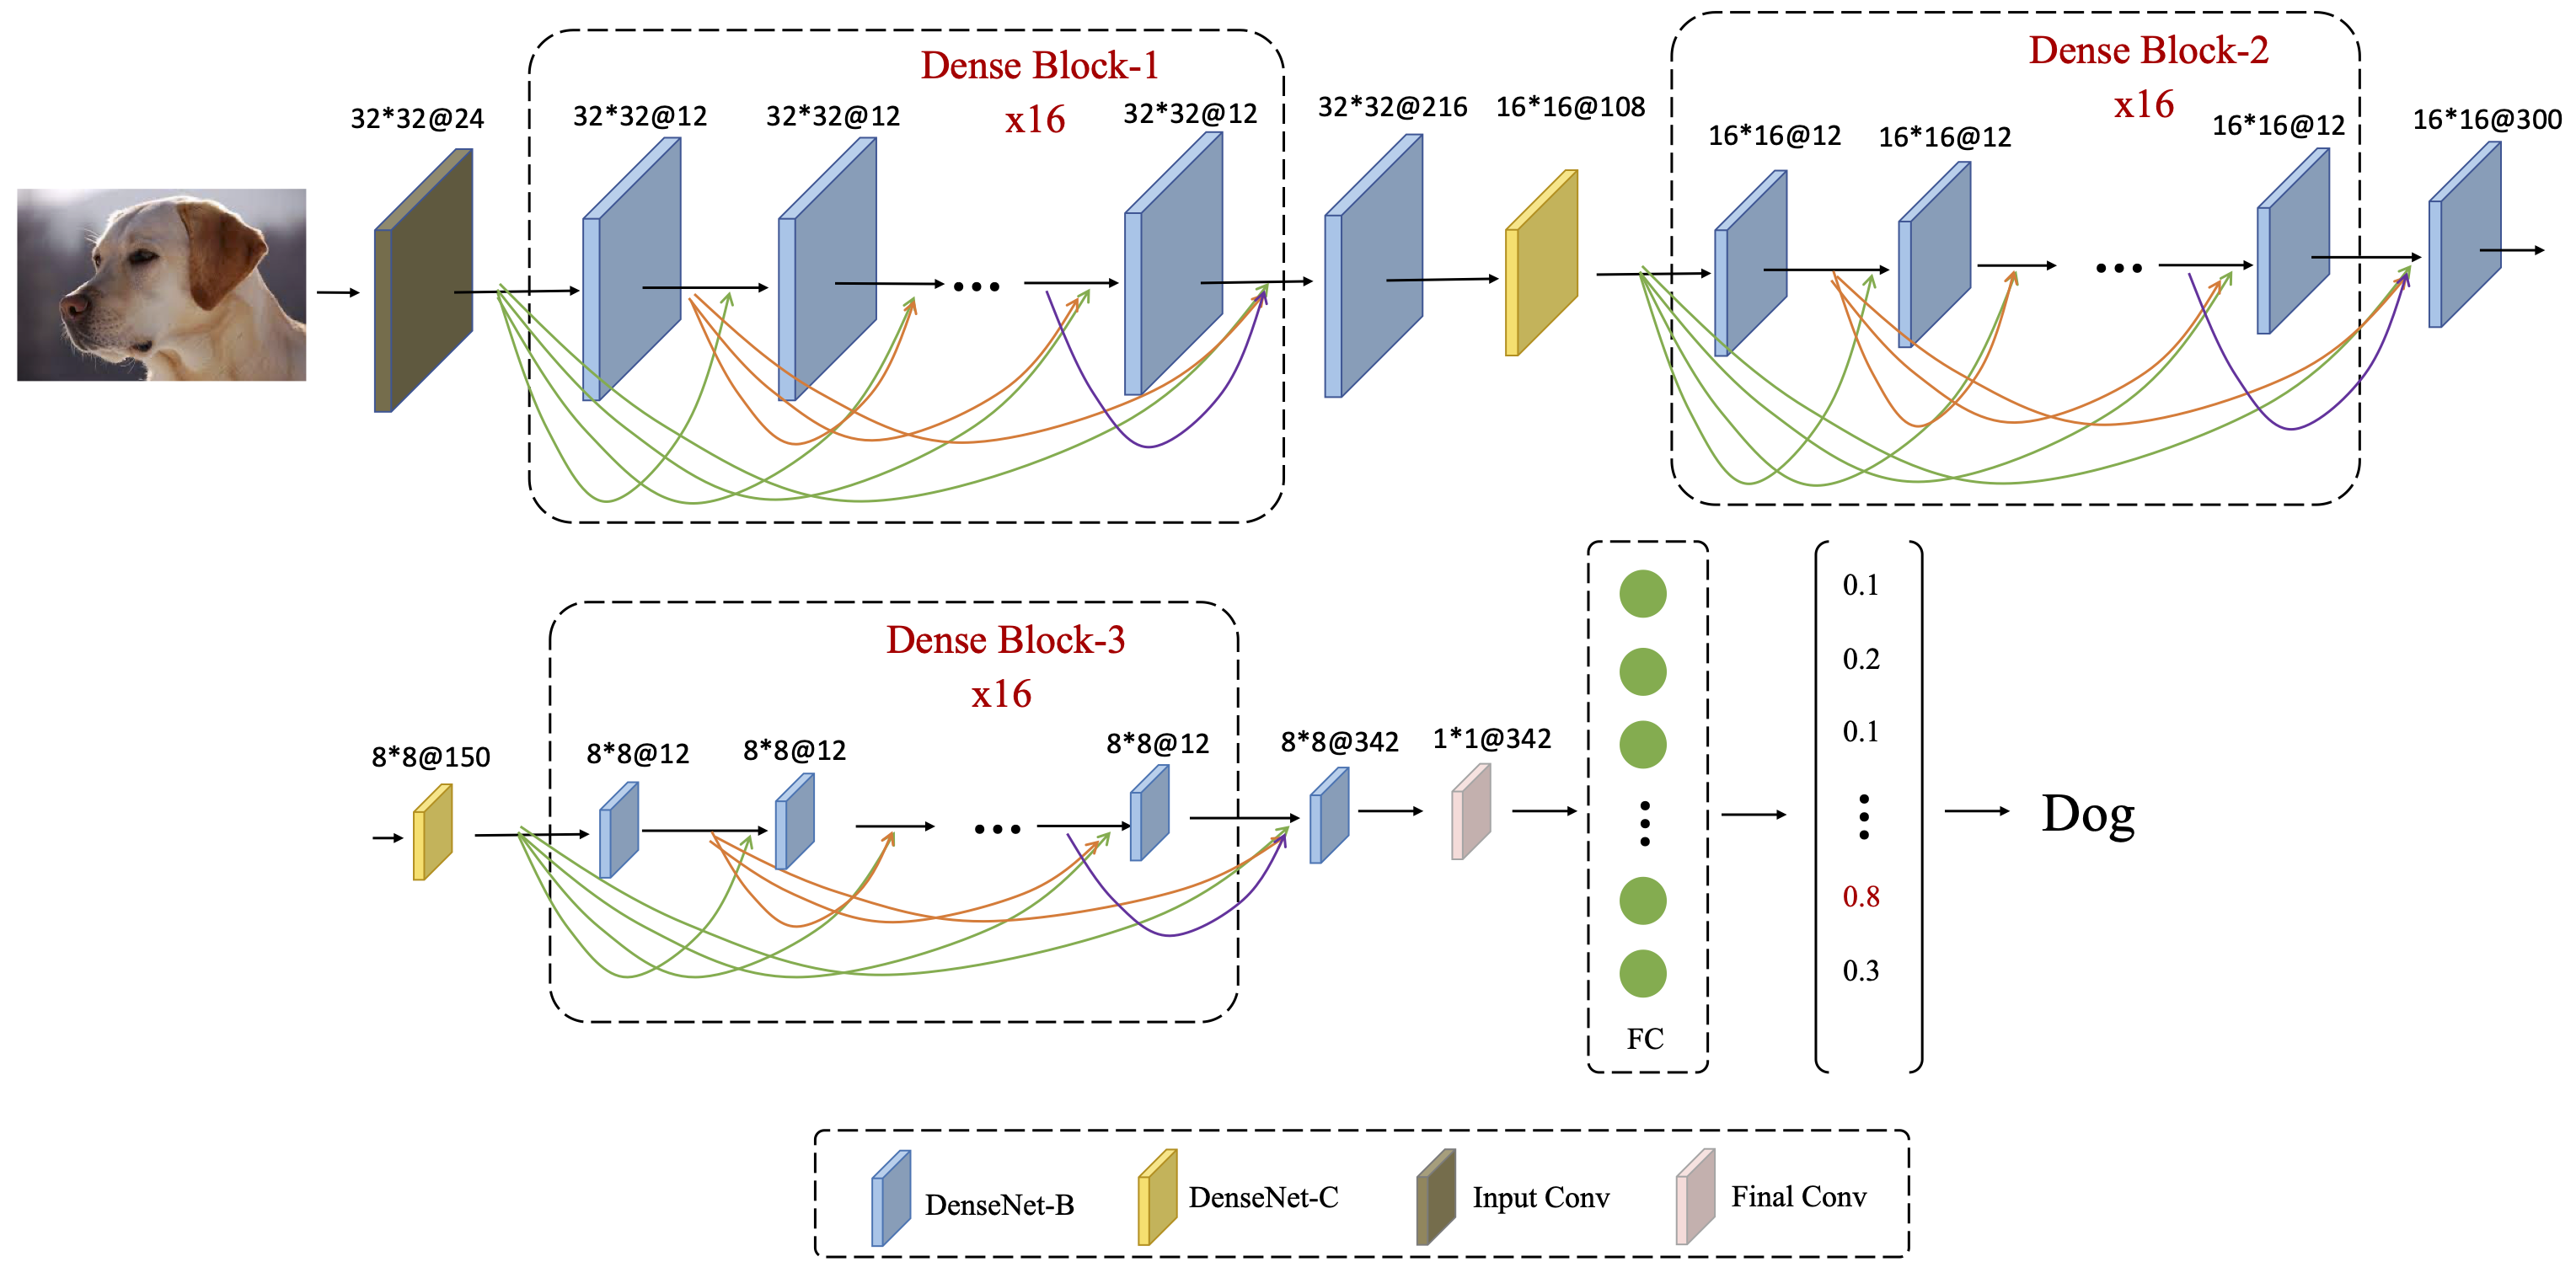 Dense Block-1
x16
32*32@24
32*32@12
32*32@12
32*32@12
32*32@216
16*16@108
Dense Block-2
x16
16*16@12
16*16@12
16*16@12
16*16@300
Dense Block-3
x16
8*8@150
8*8@12
8*8@12
8*8@12
8*8@342
1*1@342
FC
0.1
0.2
0.1
0.8
0.3
Dog
DenseNet-B
DenseNet-C
Input Conv
Final Conv